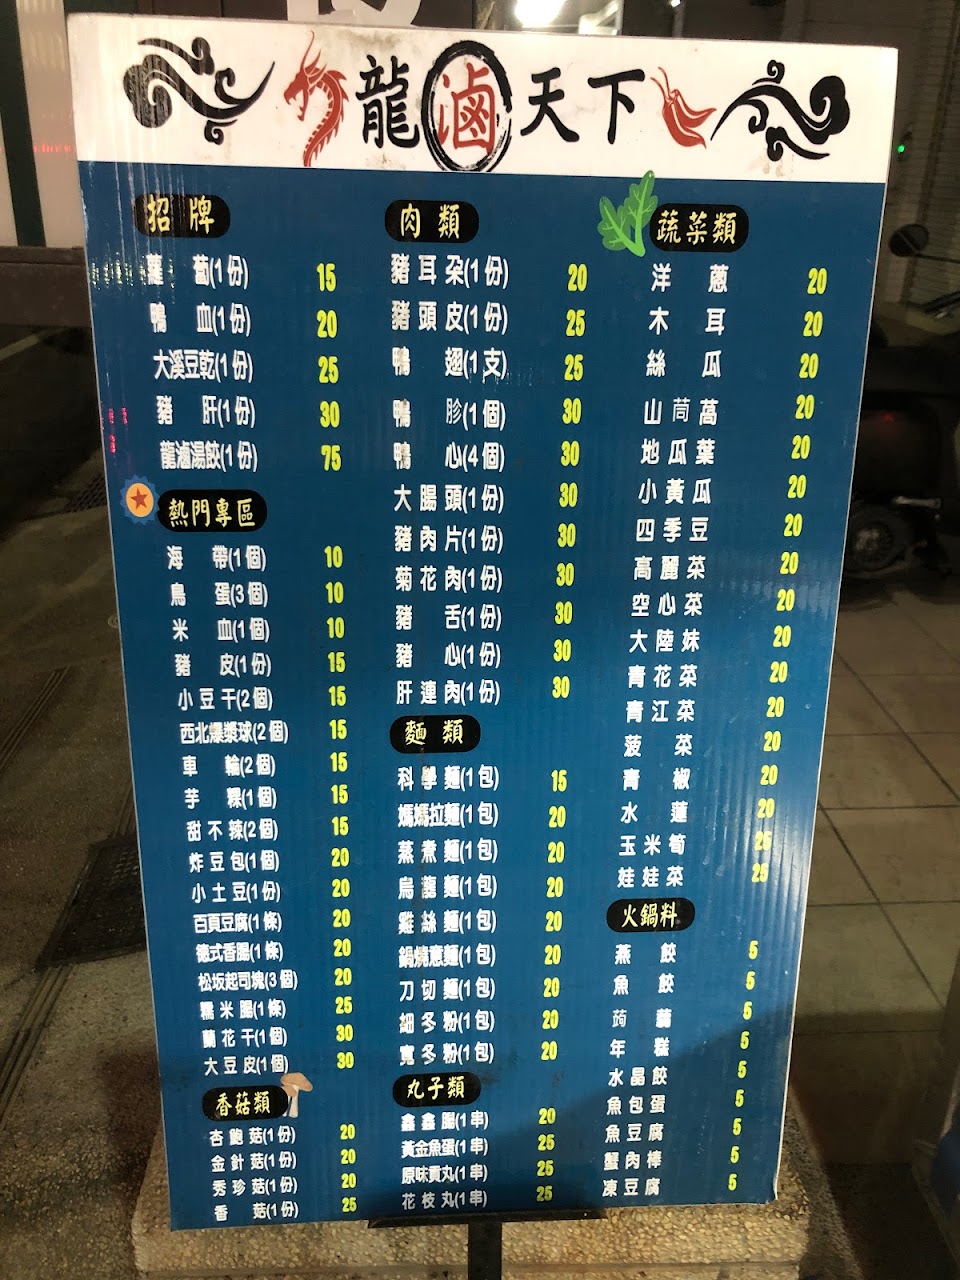 龍滷天下
招牌
蘿蔔(1份) 15
鴨血(1份) 20
大溪豆乾(1份) 25
豬肝(1份) 30
龍滷湯餃(1份) 75
熱門專區
海帶(1個) 10
鳥蛋(3個) 10
米血(1個) 10
豬皮(1份) 15
小豆干(2個) 15
西北爆漿球(2個) 15
車輪(2個) 15
芋粿(1個) 15
甜不辣(2個) 15
炸豆包(1個) 20
小土豆(1份) 20
百頁豆腐(1條) 20
德式香腸(1條) 20
松坂起司塊(3個) 20
糯米腸(1條) 25
蘭花干(1個) 30
大豆皮(1個) 30
香菇類
杏鮑菇(1份) 20
金針菇(1份) 20
秀珍菇(1份) 20
香菇(1份) 25
肉類
豬耳朵(1份) 20
豬頭皮(1份) 25
鴨翅(1支) 25
鴨胗(1個) 30
鴨心(4個) 30
大腸頭(1份) 30
豬肉片(1份) 30
菊花肉(1份) 30
豬舌(1份) 30
豬心(1份) 30
肝連肉(1份) 30
麵類
科學麵(1包) 15
媽媽拉麵(1包) 20
蒸煮麵(1包) 20
烏龍麵(1包) 20
雞絲麵(1包) 20
鍋燒意麵(1包) 20
刀切麵(1包) 20
細冬粉(1包) 20
寬冬粉(1包) 20
丸子類
鑫鑫腸(1串) 20
黃金魚蛋(1串) 25
原味貢丸(1串) 25
花枝丸(1串) 25
蔬菜類
洋蔥 20
木耳 20
絲瓜 20
山茼萵 20
地瓜葉 20
小黃瓜 20
四季豆 20
高麗菜 20
空心菜 20
大陸妹 20
青花菜 20
青江菜 20
菠菜 20
青椒 20
水蓮 20
玉米筍 25
娃娃菜 25
火鍋料
燕餃 5
魚餃 5
蒟蒻 5
年糕 5
水晶餃 5
魚包蛋 5
魚豆腐 5
蟹肉棒 5
凍豆腐 5